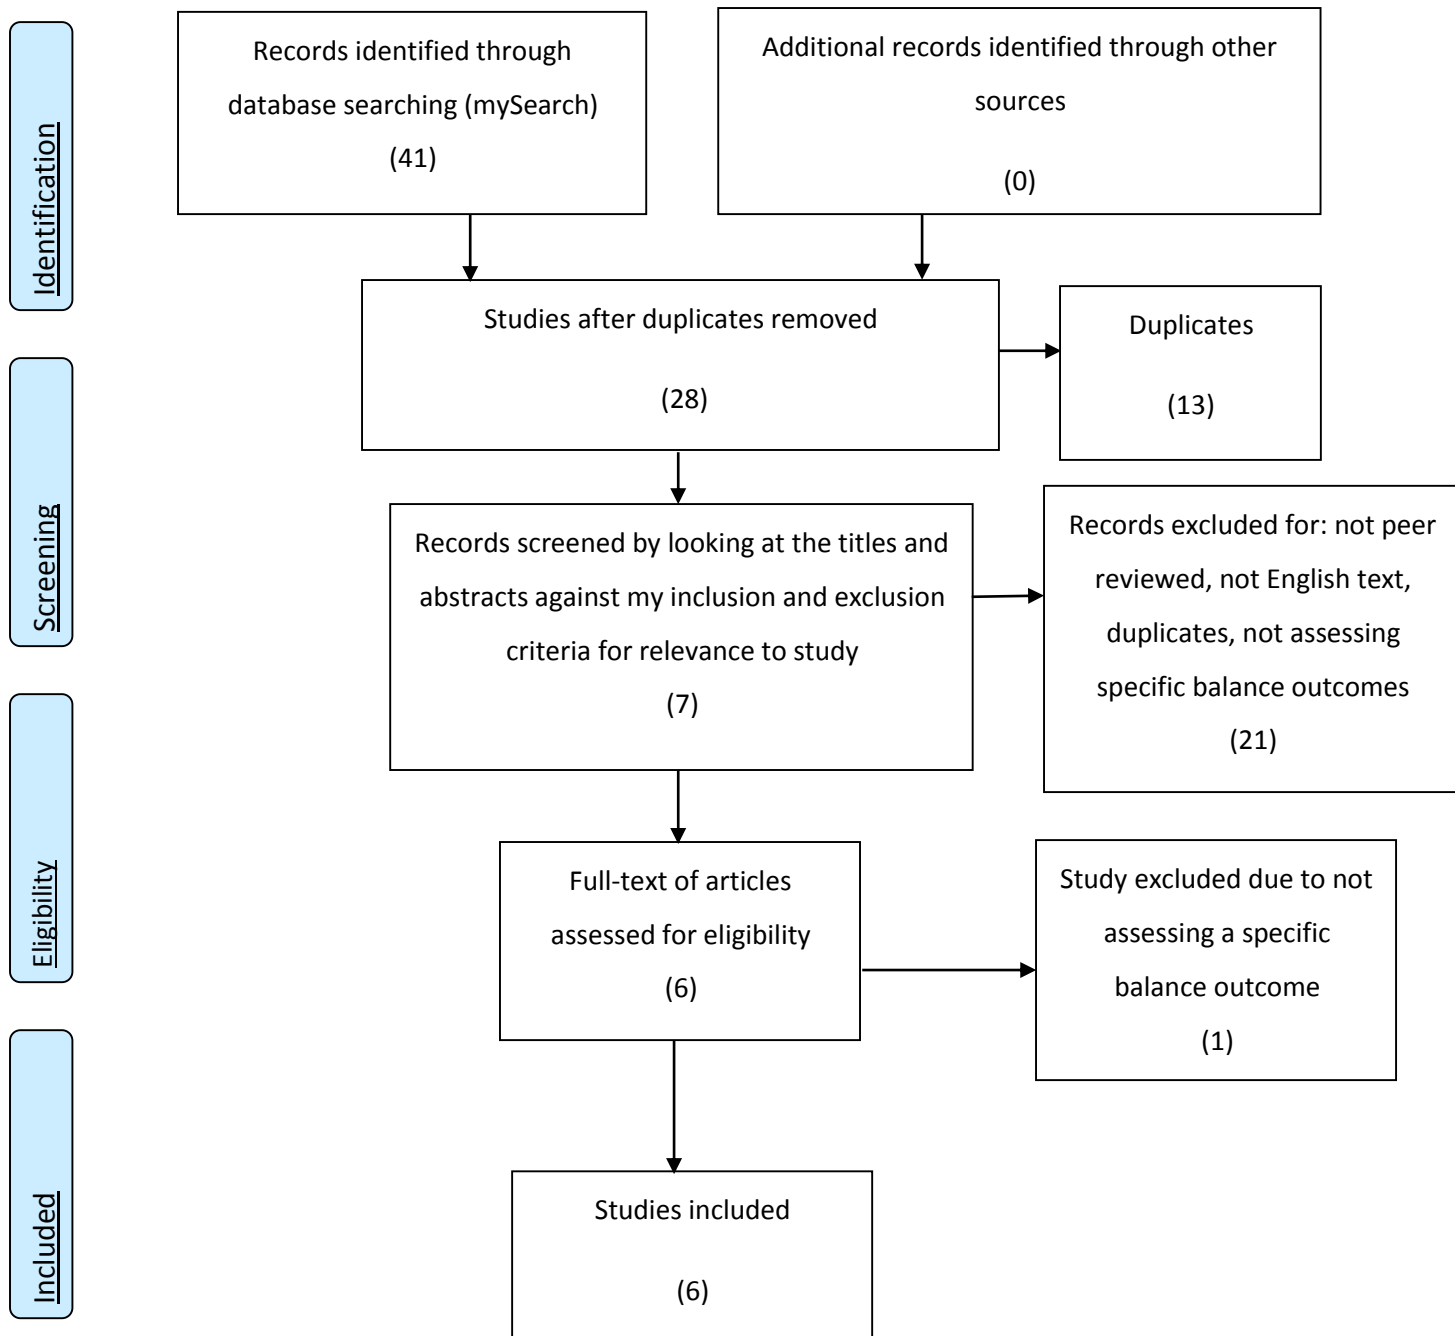 Identification
Records identified through
database searching (mySearch)
(41)
Additional records identified through other
sources
(0)
Studies after duplicates removed
(28)
Duplicates
(13)
Screening
Records screened by looking at the titles and
abstracts against my inclusion and exclusion
criteria for relevance to study
(7)
Records excluded for: not peer
reviewed, not English text,
duplicates, not assessing
specific balance outcomes
(21)
Eligibility
Full-text of articles
assessed for eligibility
(6)
Study excluded due to not
assessing a specific
balance outcome
(1)
Included
Studies included
(6)